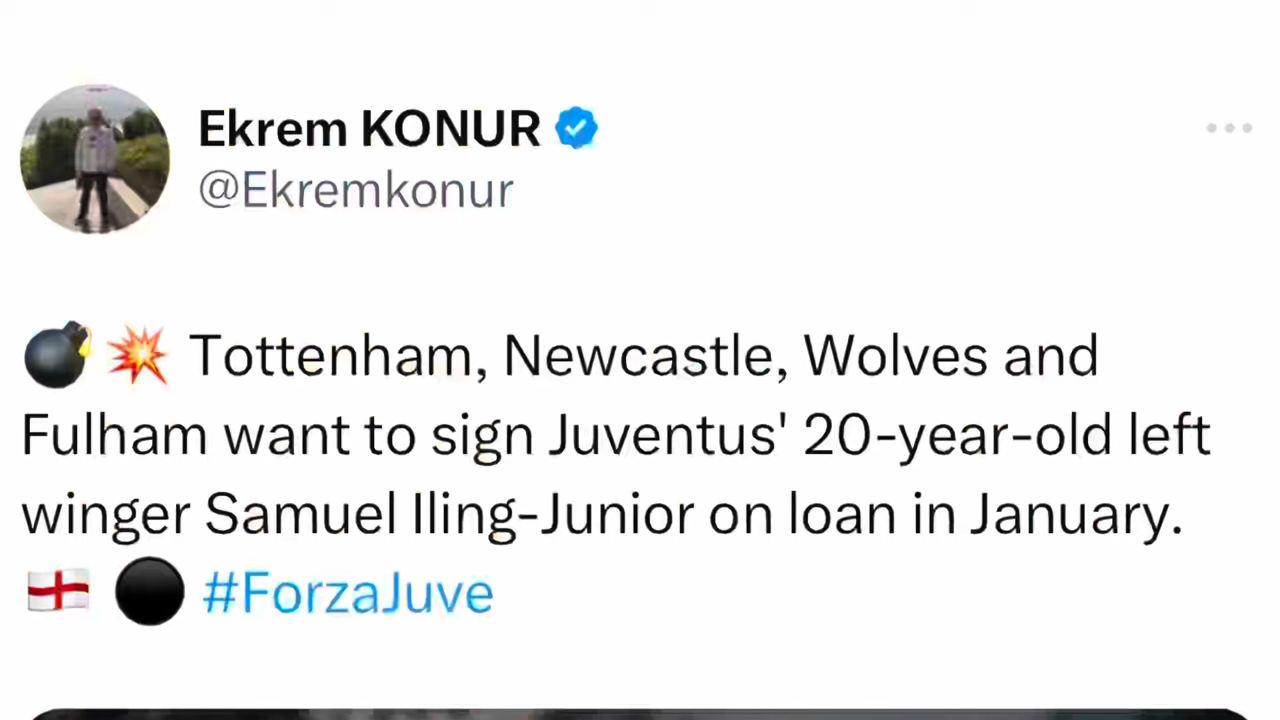 Ekrem KONUR
@Ekremkonur
💣💥 Tottenham, Newcastle, Wolves and
Fulham want to sign Juventus' 20-year-old left
winger Samuel Iling-Junior on loan in January.
🏴󠁧󠁢󠁥󠁮󠁧󠁿 ⚫️ #ForzaJuve